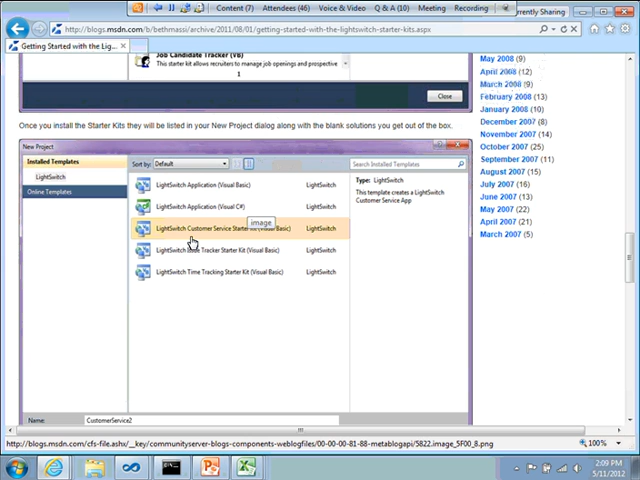 Content (7) Attendees (46) Voice & Video Q & A (10) Meeting Recording
Currently Sharing
http://blogs.msdn.com/b/bethmassi/archive/2011/08/01/getting-started-with-the-lightswitch-starter-kits.aspx
Getting Started with the Lig...
Job Candidate Tracker (VB)
This starter kit allows recruiters to manage job openings and prospective
1
Close
Once you install the Starter Kits they will be listed in your New Project dialog along with the blank solutions you get out of the box.
New Project
Installed Templates
Sort by: Default
Search Installed Templates
LightSwitch
Online Templates
LightSwitch Application (Visual Basic) LightSwitch
LightSwitch Application (Visual C#) LightSwitch
LightSwitch Customer Service Starter Kit (Visual Basic) LightSwitch
LightSwitch Issue Tracker Starter Kit (Visual Basic) LightSwitch
LightSwitch Time Tracking Starter Kit (Visual Basic) LightSwitch
image
Type: LightSwitch
This template creates a LightSwitch
Customer Service App
Name: CustomerService2
May 2008 (9)
April 2008 (12)
March 2008 (9)
February 2008 (13)
January 2008 (10)
December 2007 (8)
November 2007 (14)
October 2007 (25)
September 2007 (11)
August 2007 (15)
July 2007 (6)
June 2007 (13)
May 2007 (22)
April 2007 (21)
March 2007 (5)
http://blogs.msdn.com/cfs-file.ashx/__key/communityserver-blogs-components-weblogfiles/00-00-00-81-88-metablogapi/5822.image_5F00_8.png
100%
2:09 PM
5/11/2012